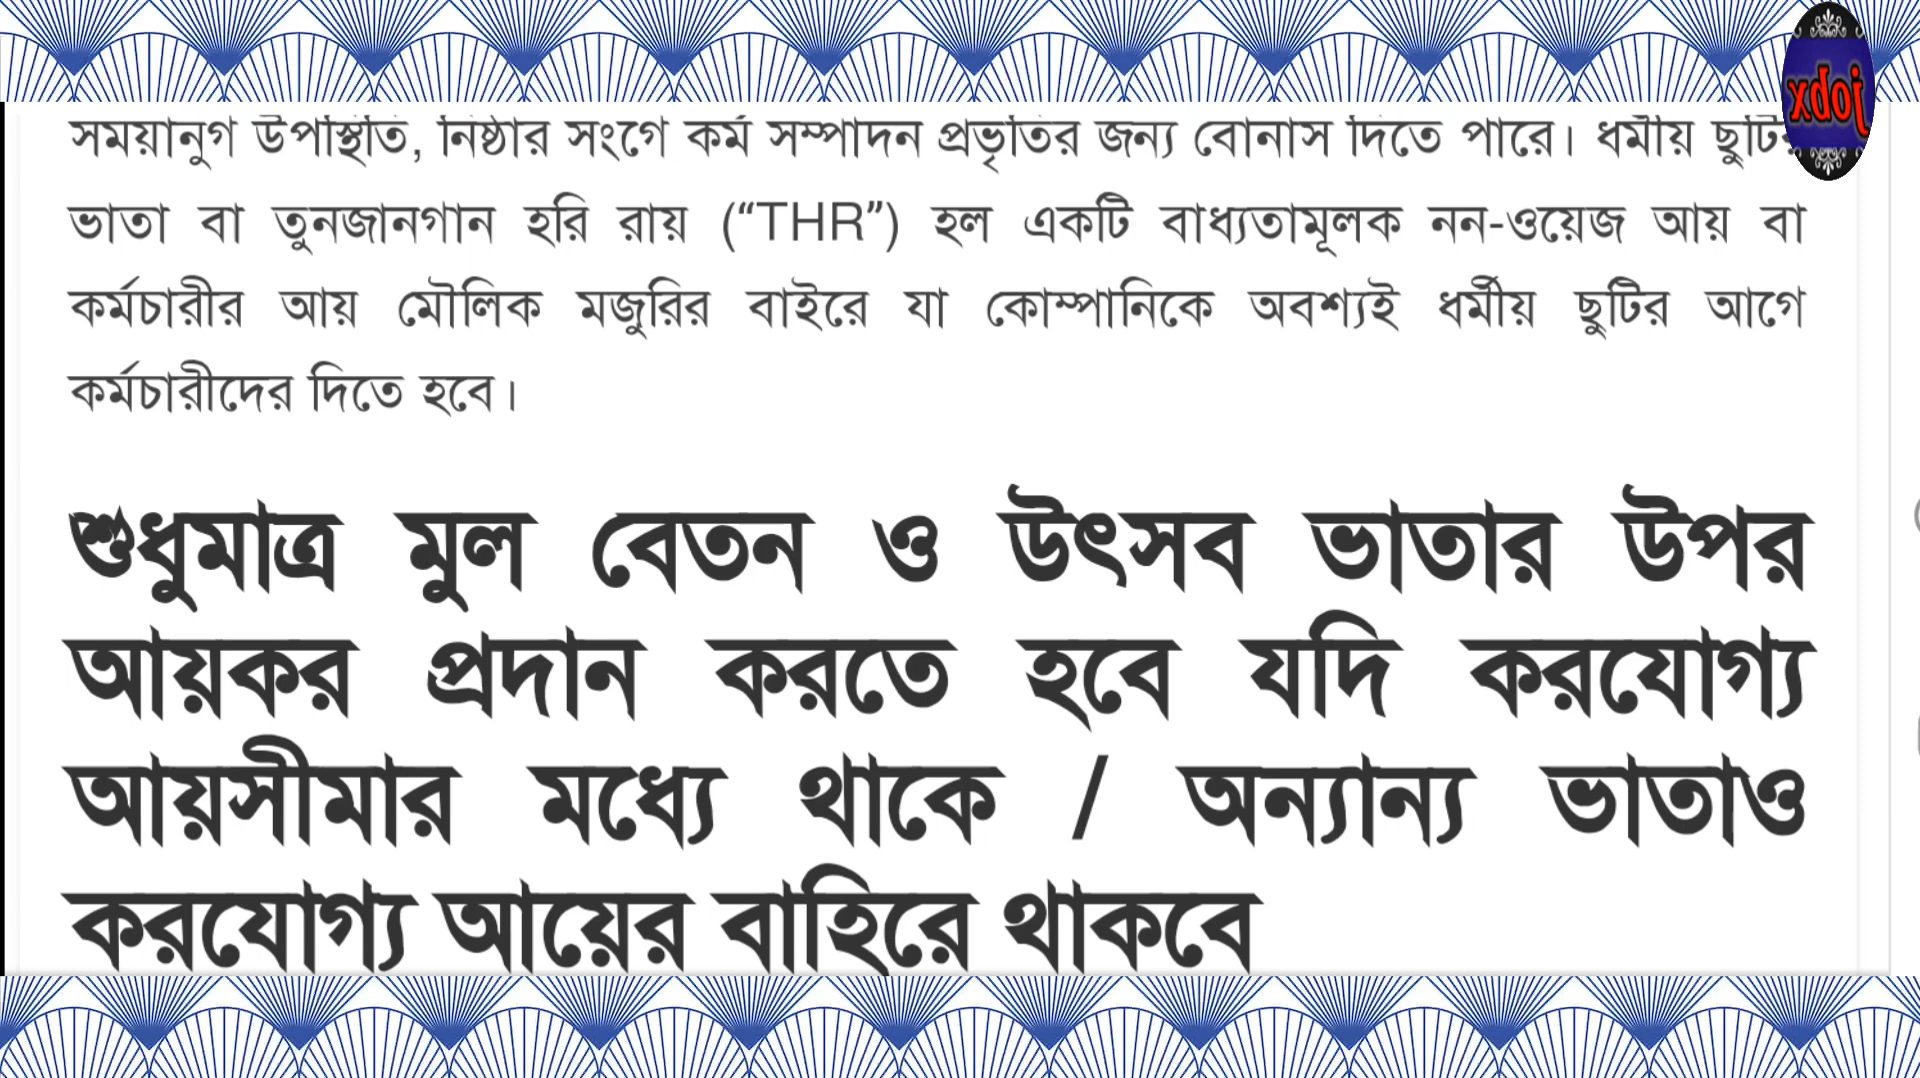 সময়ানুগ উপস্থিতি, নিষ্ঠার সংগে কর্ম সম্পাদন প্রভৃতির জন্য বোনাস দিতে পারে। ধর্মীয় ছুটির
ভাতা বা তুনজানগান হরি রায় (“THR”) হল একটি বাধ্যতামূলক নন-ওয়েজ আয় বা
কর্মচারীর আয় মৌলিক মজুরির বাইরে যা কোম্পানিকে অবশ্যই ধর্মীয় ছুটির আগে
কর্মচারীদের দিতে হবে।
শুধুমাত্র মুল বেতন ও উৎসব ভাতার উপর
আয়কর প্রদান করতে হবে যদি করযোগ্য
আয়সীমার মধ্যে থাকে / অন্যান্য ভাতাও
করযোগ্য আয়ের বাহিরে থাকবে
xdoj